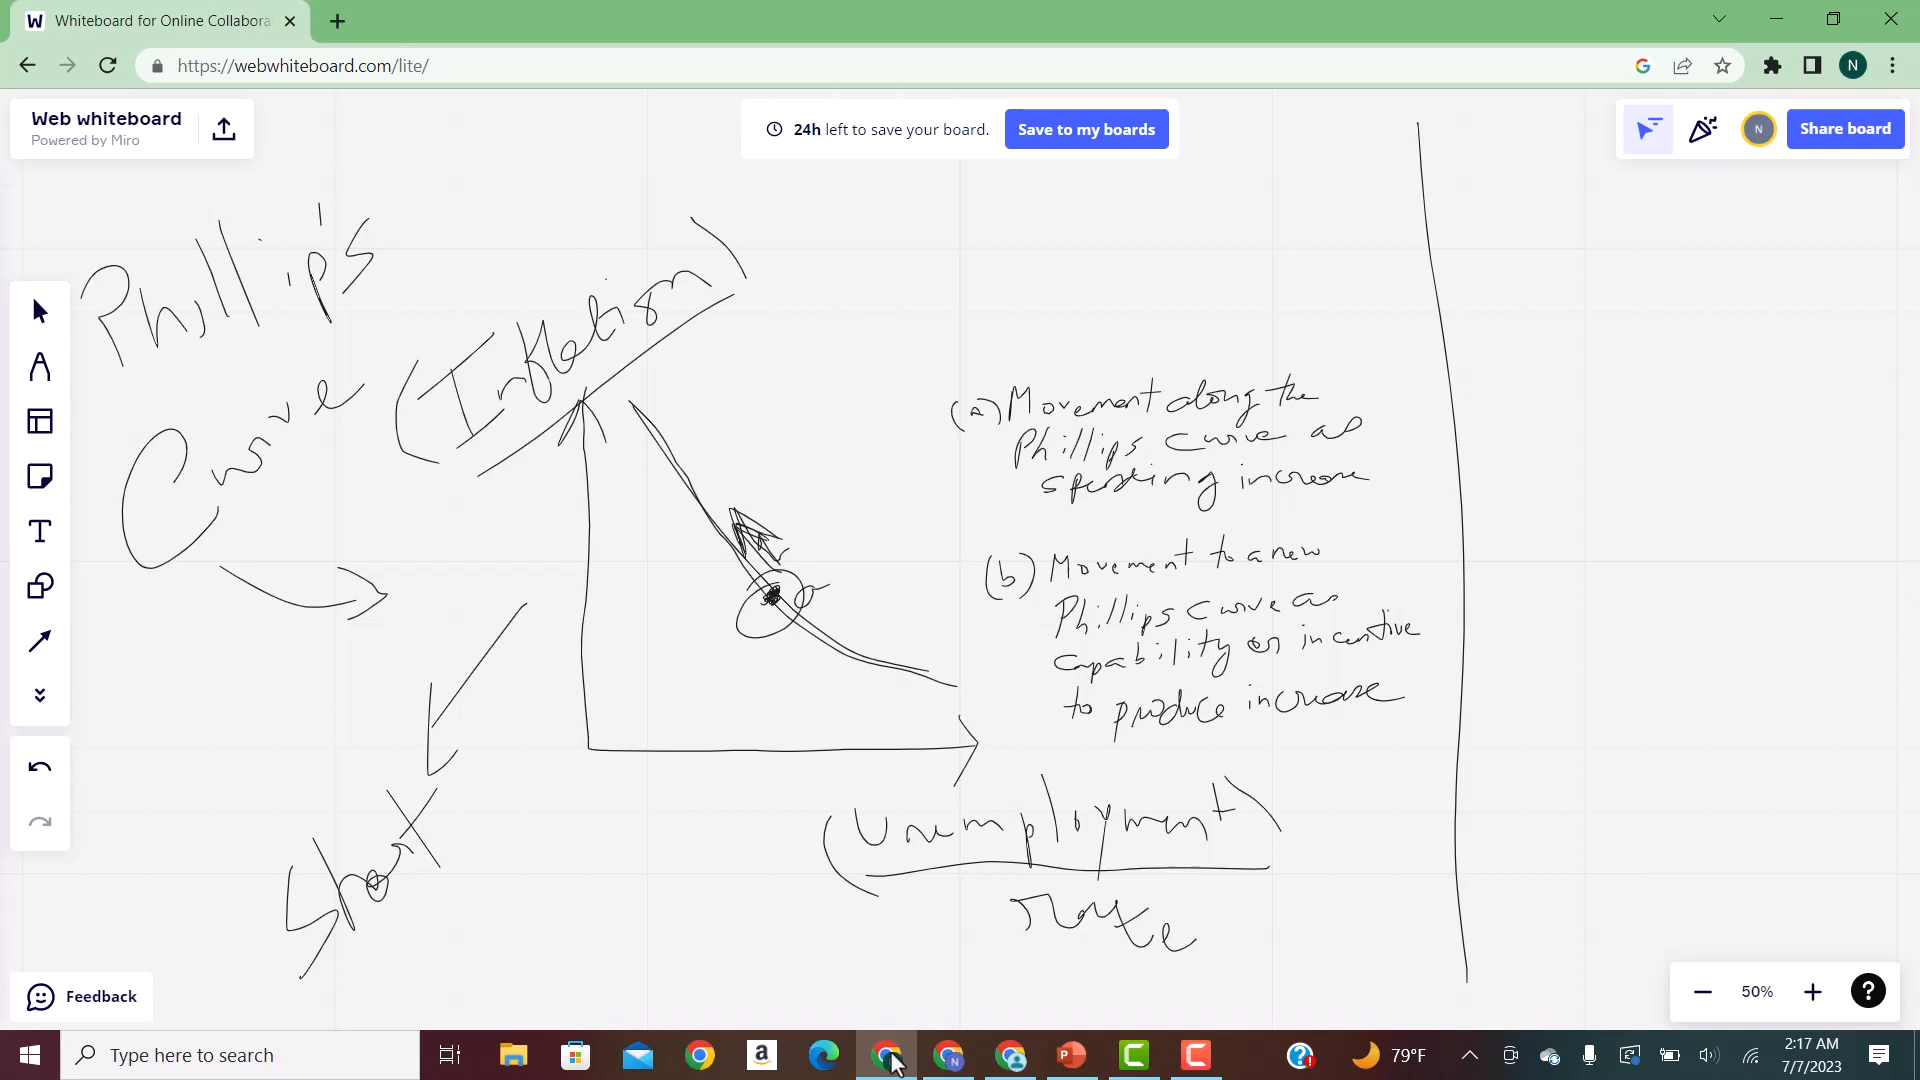 Whiteboard for Online Collabora
https://webwhiteboard.com/lite/
N
Web whiteboard
Powered by Miro
24h left to save your board.
Save to my boards
N
Share board
Phillip's
Curve
(Inflation)
(a) Movement along the
Phillips curve as
spending increase
(b) Movement to a new
Phillips curve as
capability or incentive
to produce increase
a
(Unemployment)
rate
Short
Feedback
50%
Type here to search
79°F
2:17 AM
7/7/2023